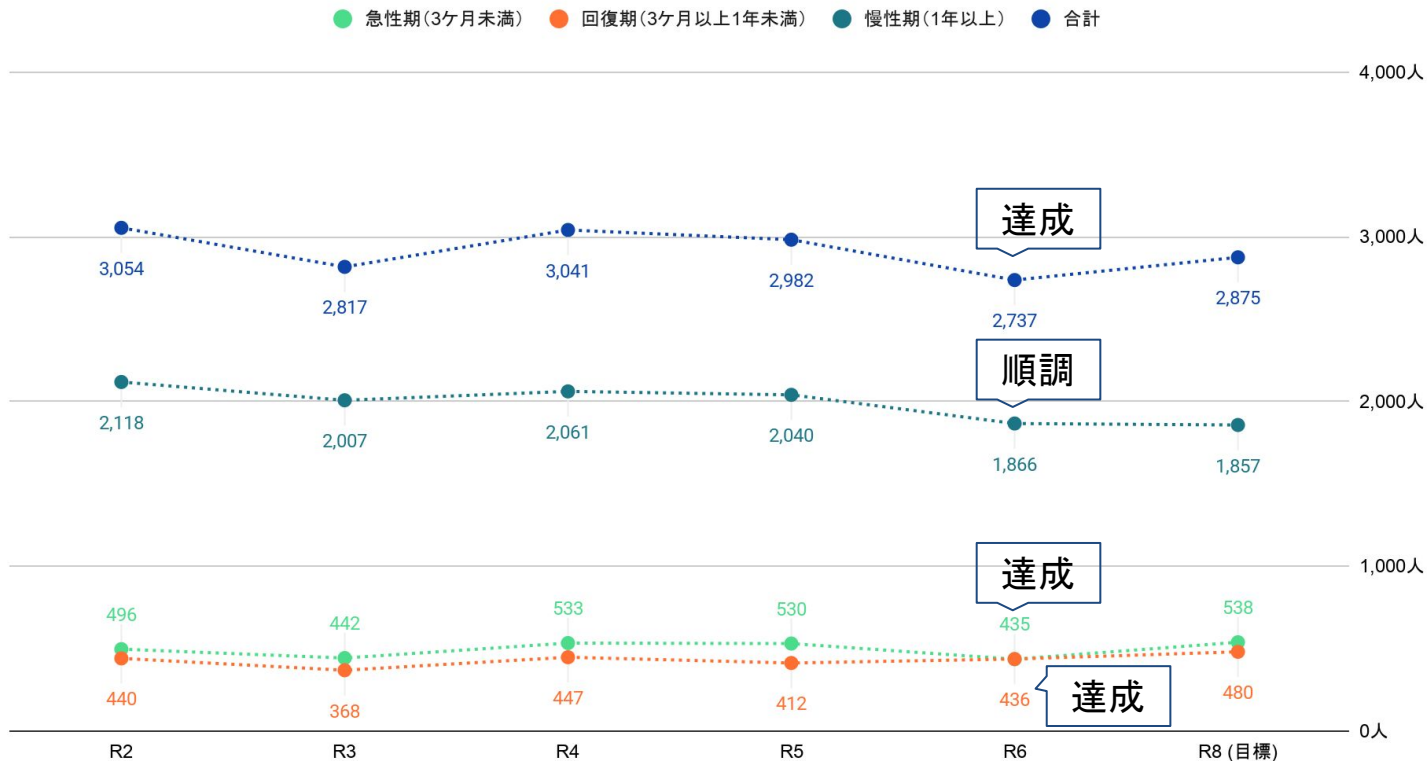 急性期(3ケ月未満) 回復期(3ケ月以上1年未満) 慢性期(1年以上) 合計
4,000人
達成
3,000人
3,054 2,817 3,041 2,982 2,737 2,875
順調
2,000人
2,118 2,007 2,061 2,040 1,866 1,857
達成
1,000人
496 442 533 530 435 538
440 368 447 412 436 480
達成
0人
R2 R3 R4 R5 R6 R8 (目標)